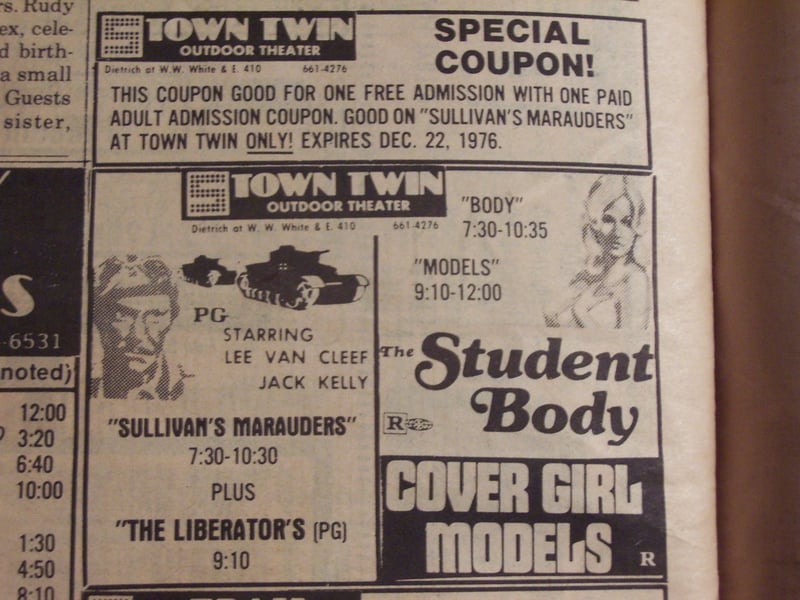 rs. Rudy
ex, cele-
d birth-
a small
Guests
sister,
S
-6531
noted)
12:00
3:20
6:40
10:00
1:30
4:50
8:10
TOWN TWIN
OUTDOOR THEATER
Dietrich at W.W. White & E. 410 661-4276
SPECIAL
COUPON!
THIS COUPON GOOD FOR ONE FREE ADMISSION WITH ONE PAID
ADULT ADMISSION COUPON. GOOD ON "SULLIVAN'S MARAUDERS"
AT TOWN TWIN ONLY! EXPIRES DEC. 22, 1976.
TOWN TWIN
OUTDOOR THEATER
Dietrich at W. W. White & E. 410 661-4276
PG
STARRING
LEE VAN CLEEF
JACK KELLY
"SULLIVAN'S MARAUDERS"
7:30-10:30
PLUS
"THE LIBERATOR'S (PG)
9:10
"BODY"
7:30-10:35
"MODELS"
9:10-12:00
The Student
Body
R
COVER GIRL
MODELS R